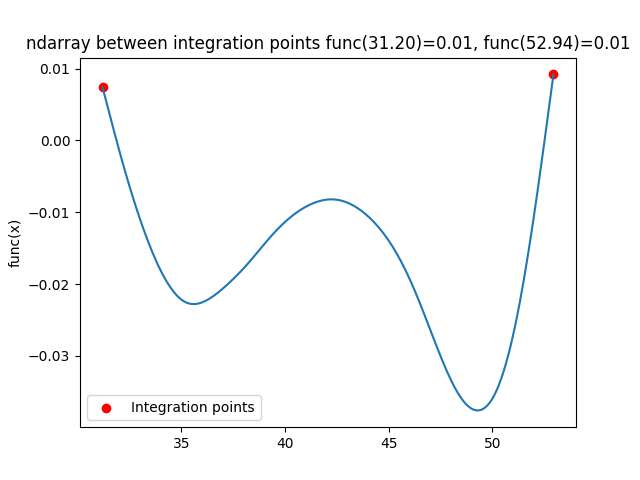 ndarray between integration points func(31.20)=0.01, func(52.94)=0.01
0.01
0.00
−0.01
−0.02
−0.03
func(x)
Integration points
35 40 45 50